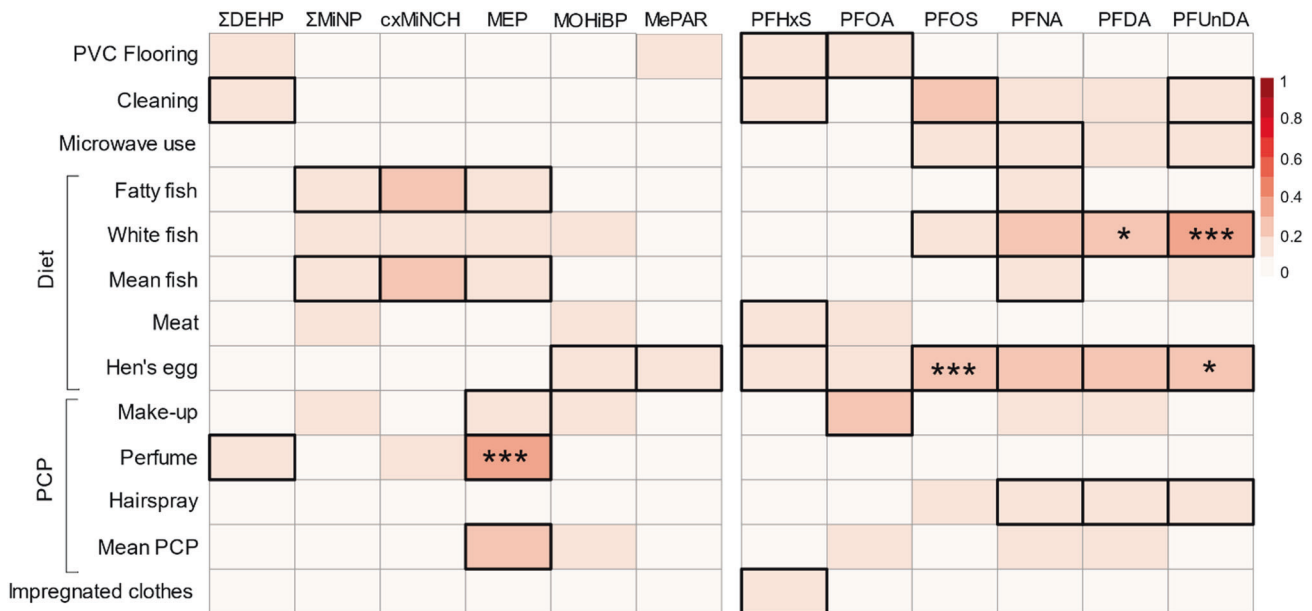 ΣDEHP ΣMiNP cxMiNCH MEP MOHiBP MePAR PFHxS PFOA PFOS PFNA PFDA PFUnDA
PVC Flooring
Cleaning
Microwave use
Fatty fish
White fish * ***
Mean fish
Meat
Hen's egg *** *
Make-up
Perfume ***
Hairspray
Mean PCP
Impregnated clothes
Diet
PCP
1
0.8
0.6
0.4
0.2
0